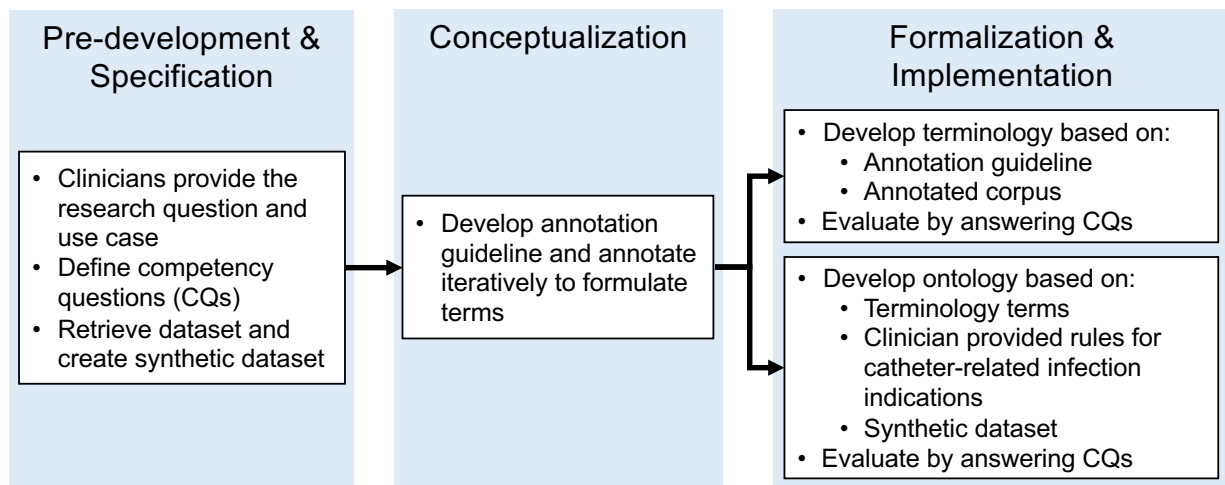 Pre-development &
Specification
• Clinicians provide the
research question and
use case
• Define competency
questions (CQs)
• Retrieve dataset and
create synthetic dataset
Conceptualization
• Develop annotation
guideline and annotate
iteratively to formulate
terms
Formalization &
Implementation
• Develop terminology based on:
• Annotation guideline
• Annotated corpus
• Evaluate by answering CQs
• Develop ontology based on:
• Terminology terms
• Clinician provided rules for
catheter-related infection
indications
• Synthetic dataset
• Evaluate by answering CQs